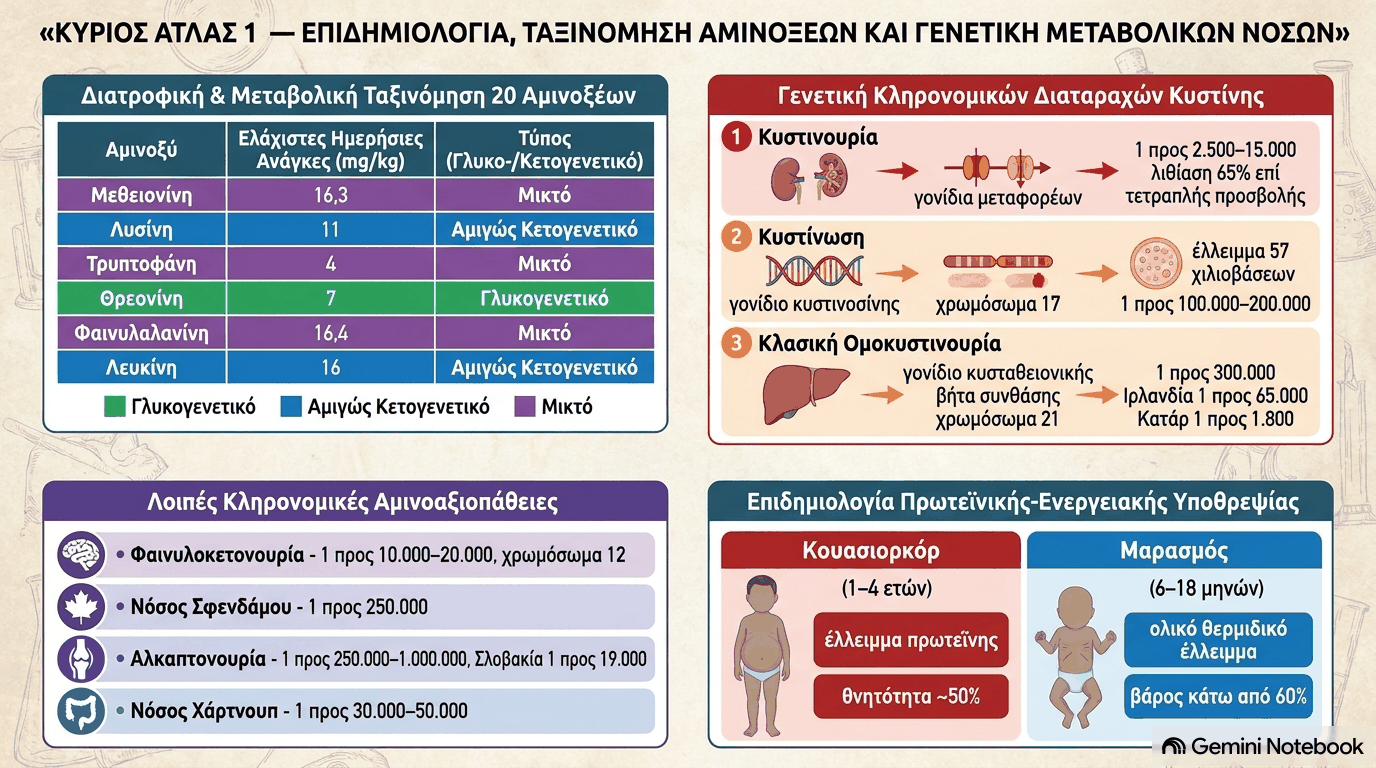 «ΚΥΡΙΟΣ ΑΤΛΑΣ 1 — ΕΠΙΔΗΜΙΟΛΟΓΙΑ, ΤΑΞΙΝΟΜΗΣΗ ΑΜΙΝΟΞΕΩΝ ΚΑΙ ΓΕΝΕΤΙΚΗ ΜΕΤΑΒΟΛΙΚΩΝ ΝΟΣΩΝ»
Διατροφική & Μεταβολική Ταξινόμηση 20 Αμινοξέων
Αμινοξύ
Ελάχιστες Ημερήσιες
Ανάγκες (mg/kg)
Τύπος
(Γλυκο-/Κετογενετικό)
Μεθειονίνη 16,3 Μικτό
Λυσίνη 11 Αμιγώς Κετογενετικό
Τρυπτοφάνη 4 Μικτό
Θρεονίνη 7 Γλυκογενετικό
Φαινυλαλανίνη 16,4 Μικτό
Λευκίνη 16 Αμιγώς Κετογενετικό
Γλυκογενετικό Αμιγώς Κετογενετικό Μικτό
Γενετική Κληρονομικών Διαταραχών Κυστίνης
1 Κυστινουρία
γονίδια μεταφορέων
1 προς 2.500–15.000
λιθίαση 65% επί
τετραπλής προσβολής
2 Κυστίνωση
γονίδιο κυστινοσίνης
χρωμόσωμα 17
έλλειμμα 57
χιλιοβάσεων
1 προς 100.000–200.000
3 Κλασική Ομοκυστινουρία
γονίδιο κυσταθειονικής
βήτα συνθάσης
χρωμόσωμα 21
1 προς 300.000
Ιρλανδία 1 προς 65.000
Κατάρ 1 προς 1.800
Λοιπές Κληρονομικές Αμινοαξιοπάθειες
• Φαινυλοκετονουρία - 1 προς 10.000–20.000, χρωμόσωμα 12
• Νόσος Σφενδάμου - 1 προς 250.000
• Αλκαπτονουρία - 1 προς 250.000–1.000.000, Σλοβακία 1 προς 19.000
• Νόσος Χάρτνουπ - 1 προς 30.000–50.000
Επιδημιολογία Πρωτεϊνικής-Ενεργειακής Υποθρεψίας
Κουασιορκόρ
(1–4 ετών)
έλλειμμα πρωτεΐνης
θνητότητα ~50%
Μαρασμός
(6–18 μηνών)
ολικό θερμιδικό
έλλειμμα
βάρος κάτω από 60%
Gemini Notebook